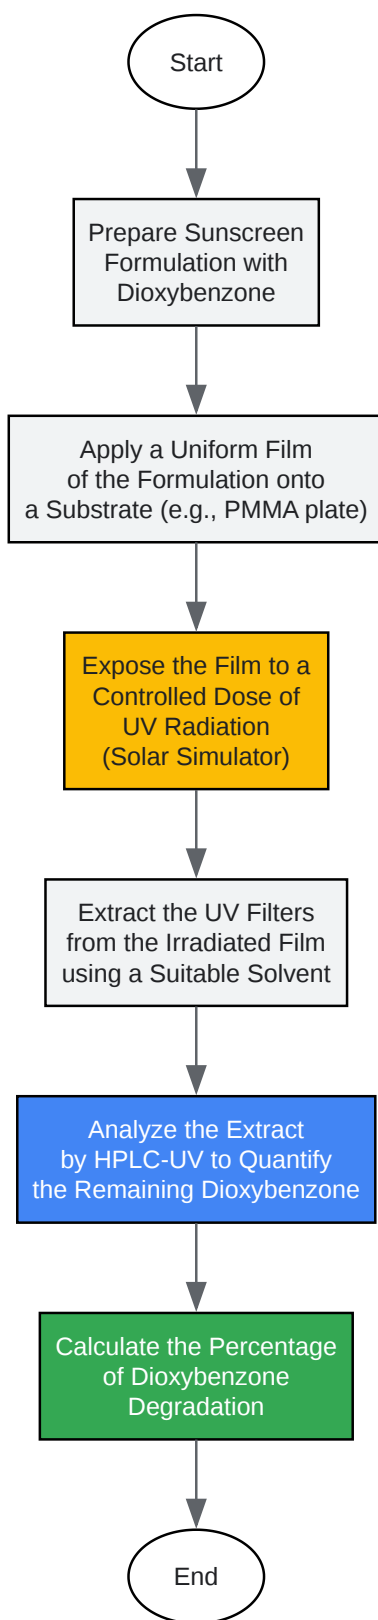 Start
Prepare Sunscreen
Formulation with
Dioxybenzone
Apply a Uniform Film
of the Formulation onto
a Substrate (e.g., PMMA plate)
Expose the Film to a
Controlled Dose of
UV Radiation
(Solar Simulator)
Extract the UV Filters
from the Irradiated Film
using a Suitable Solvent
Analyze the Extract
by HPLC-UV to Quantify
the Remaining Dioxybenzone
Calculate the Percentage
of Dioxybenzone
Degradation
End